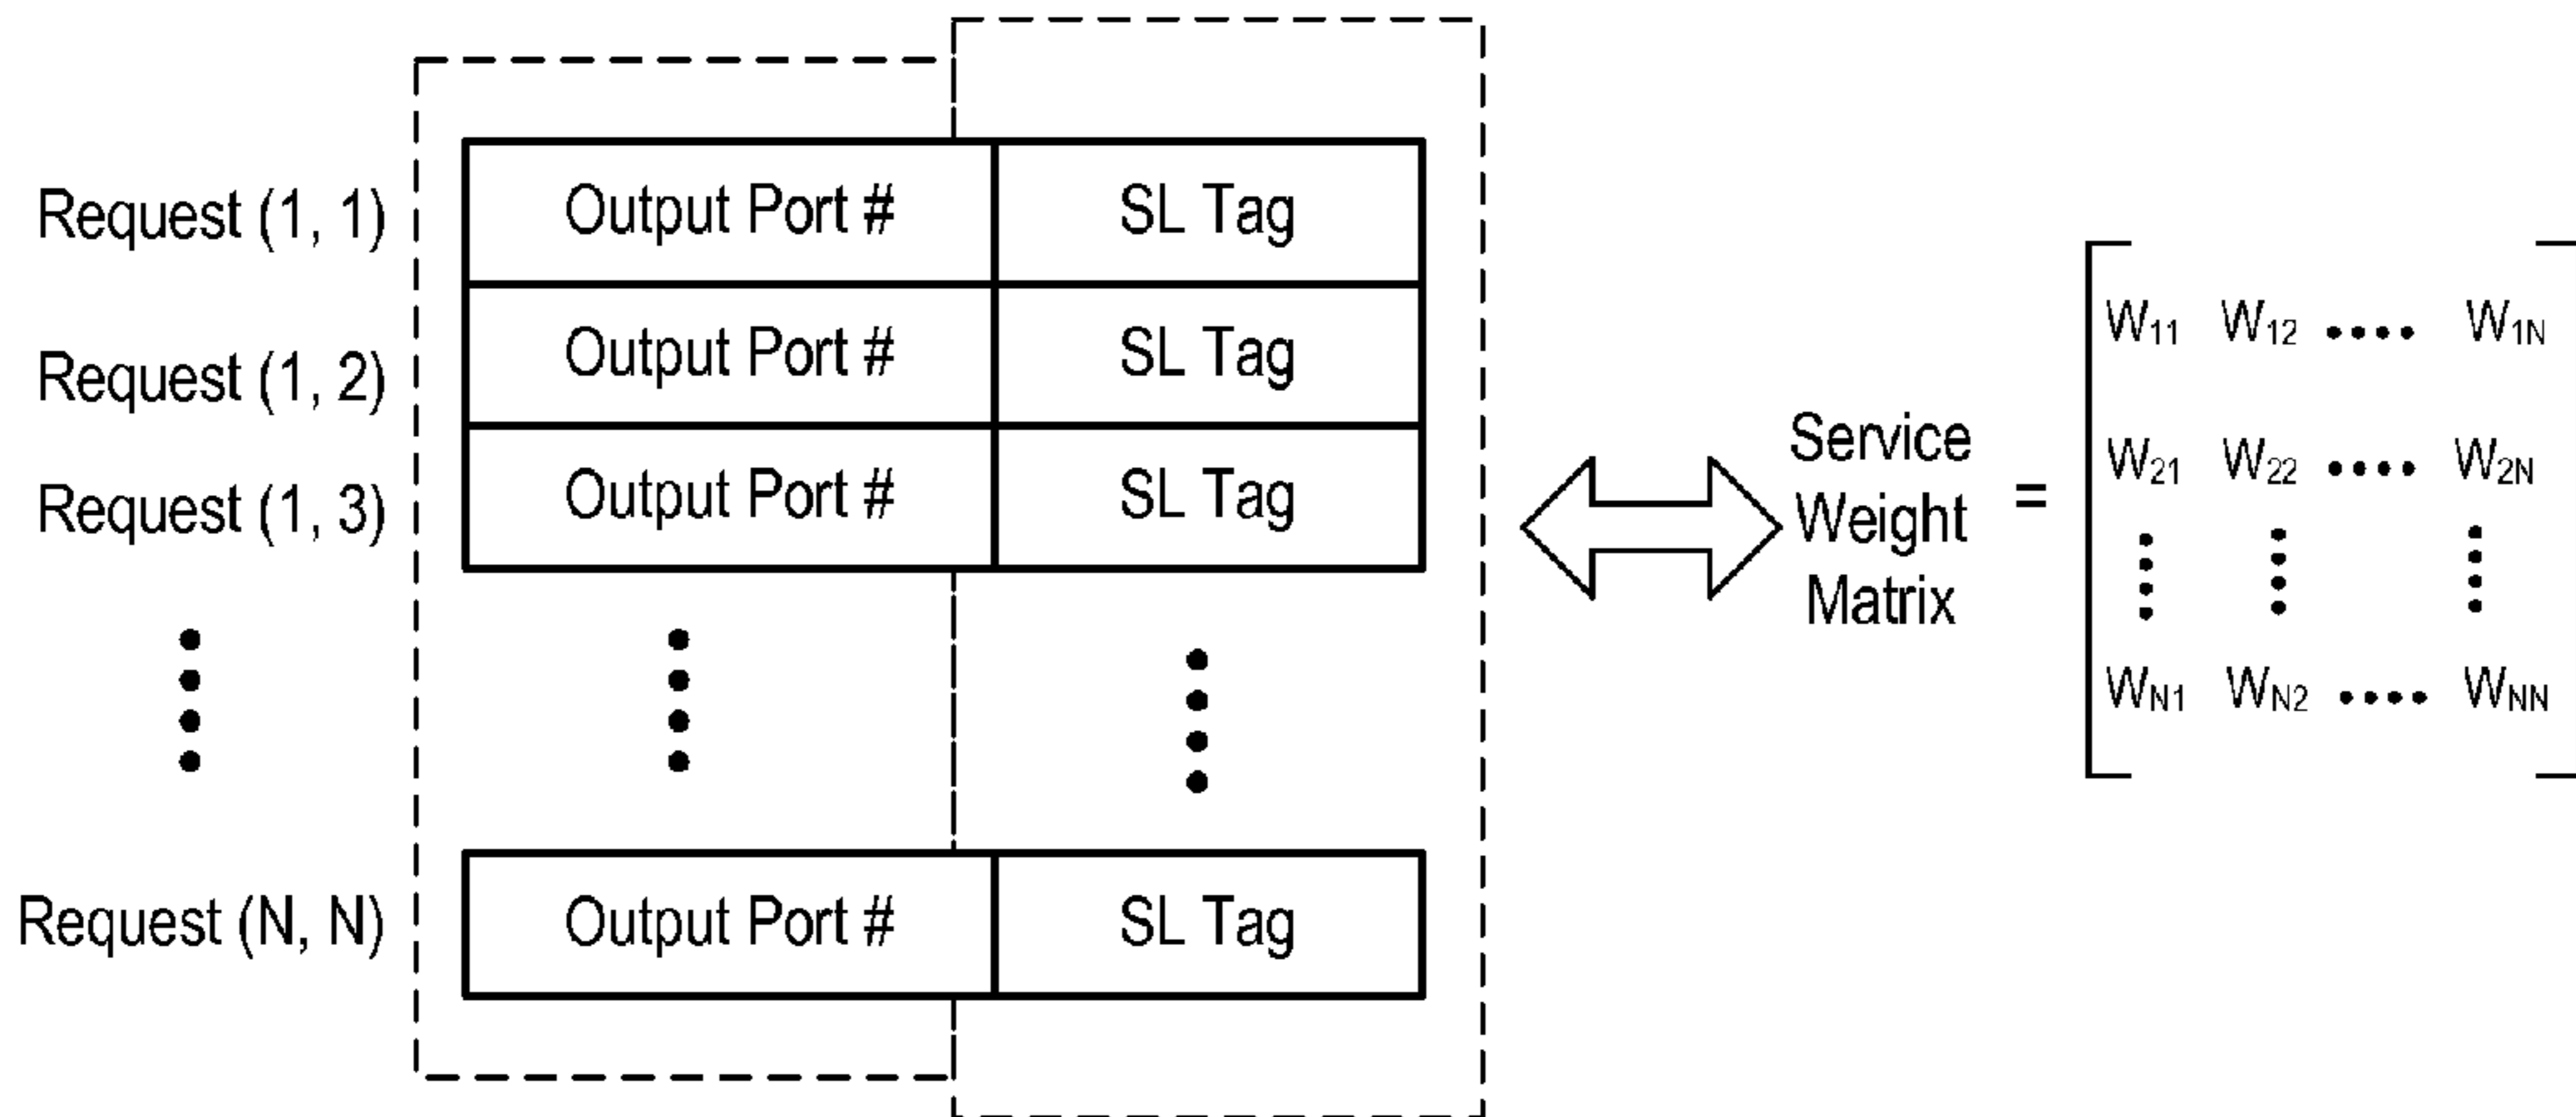 Request (1, 1) Output Port # SL Tag
Request (1, 2) Output Port # SL Tag
Request (1, 3) Output Port # SL Tag
Request (N, N) Output Port # SL Tag
Service
Weight
Matrix
=
W11 W12 •••• W1N
W21 W22 •••• W2N
WN1 WN2 •••• WNN